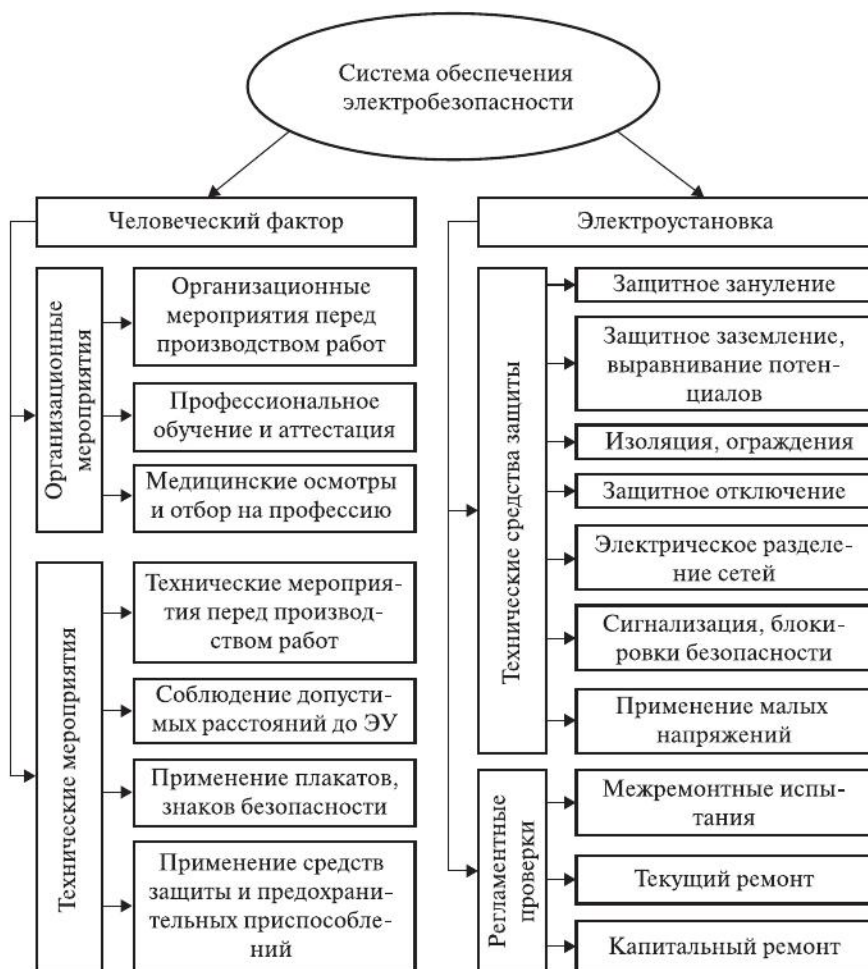 Система обеспечения
электробезопасности
Человеческий фактор
Организационные
мероприятия
Организационные
мероприятия перед
производством работ
Профессиональное
обучение и аттестация
Медицинские осмотры
и отбор на профессию
Технические мероприятия
Технические мероприя-
тия перед производ-
ством работ
Соблюдение допусти-
мых расстояний до ЭУ
Применение плакатов,
знаков безопасности
Применение средств
защиты и предохрани-
тельных приспособле-
ний
Электроустановка
Технические средства защиты
Защитное зануление
Защитное заземление,
выравнивание потен-
циалов
Изоляция, ограждения
Защитное отключение
Электрическое разделе-
ние сетей
Сигнализация, блоки-
ровки безопасности
Применение малых
напряжений
Регламентные
проверки
Межремонтные испы-
тания
Текущий ремонт
Капитальный ремонт